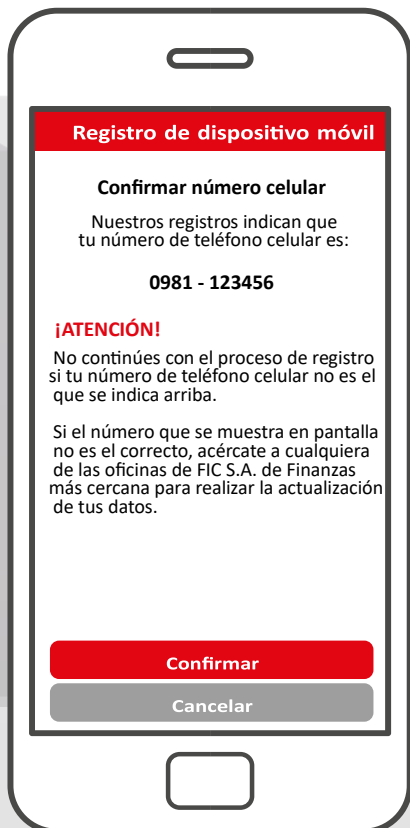 Registro de dispositivo móvil
Confirmar número celular
Nuestros registros indican que
tu número de teléfono celular es:
0981 - 123456
¡ATENCIÓN!
No continúes con el proceso de registro
si tu número de teléfono celular no es el
que se indica arriba.
Si el número que se muestra en pantalla
no es el correcto, acércate a cualquiera
de las oficinas de FIC S.A. de Finanzas
más cercana para realizar la actualización
de tus datos.
Confirmar
Cancelar